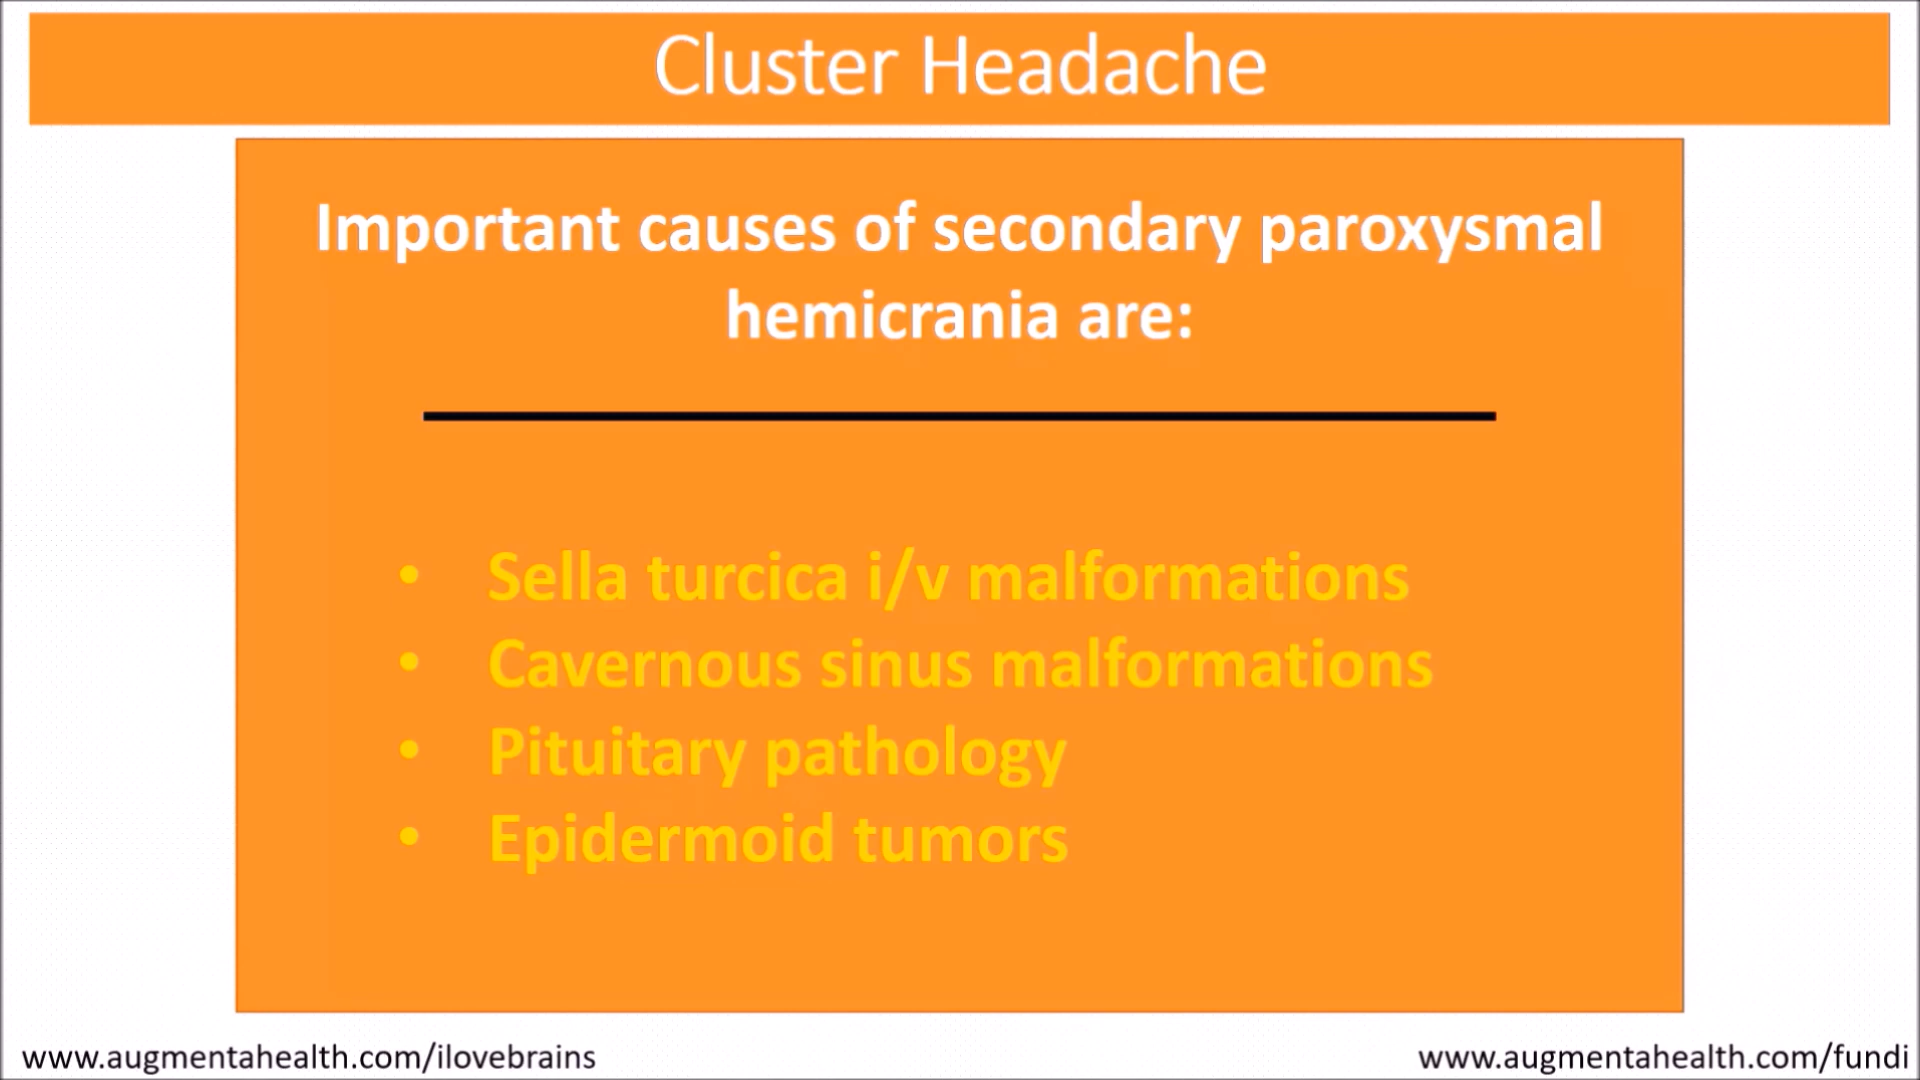 Cluster Headache
Important causes of secondary paroxysmal
hemicrania are:
• Sella turcica i/v malformations
• Cavernous sinus malformations
• Pituitary pathology
• Epidermoid tumors
www.augmentahealth.com/ilovebrains
www.augmentahealth.com/fundi